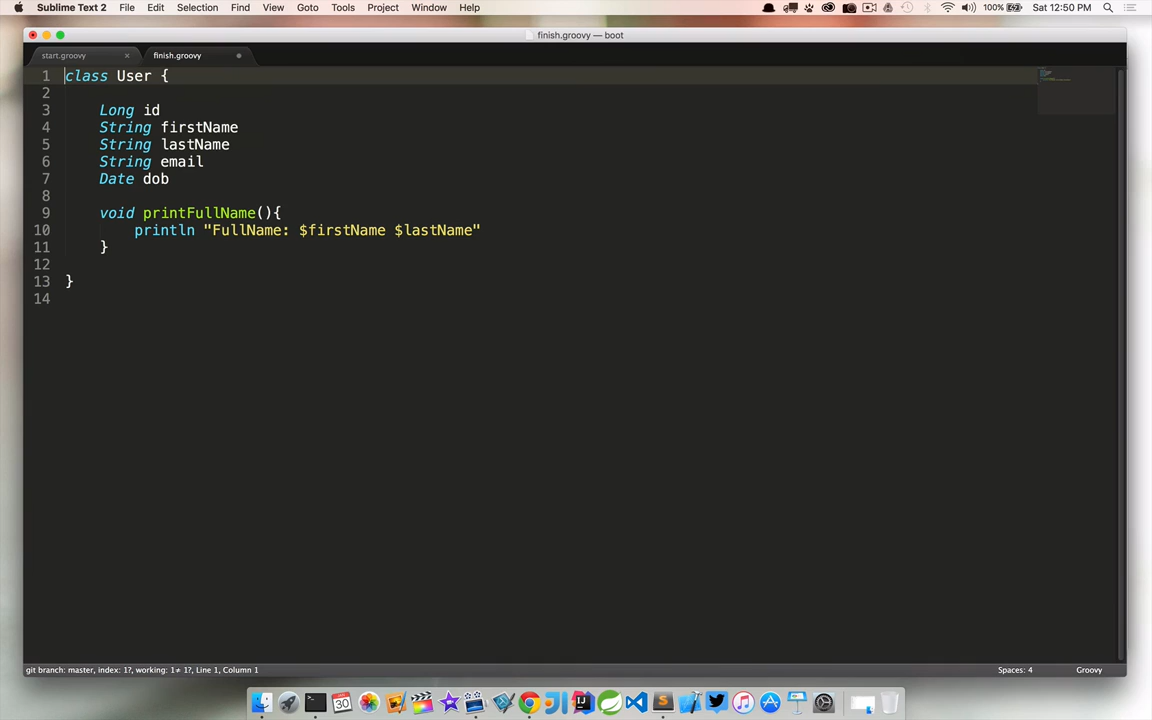 Sublime Text 2 File Edit Selection Find View Goto Tools Project Window Help 100% Sat 12:50 PM
finish.groovy — boot
start.groovy × finish.groovy
1 class User {
2
3 Long id
4 String firstName
5 String lastName
6 String email
7 Date dob
8
9 void printFullName(){
10 println "FullName: $firstName $lastName"
11 }
12
13 }
14
git branch: master, index: 1?, working: 1≠ 1?, Line 1, Column 1 Spaces: 4 Groovy
30